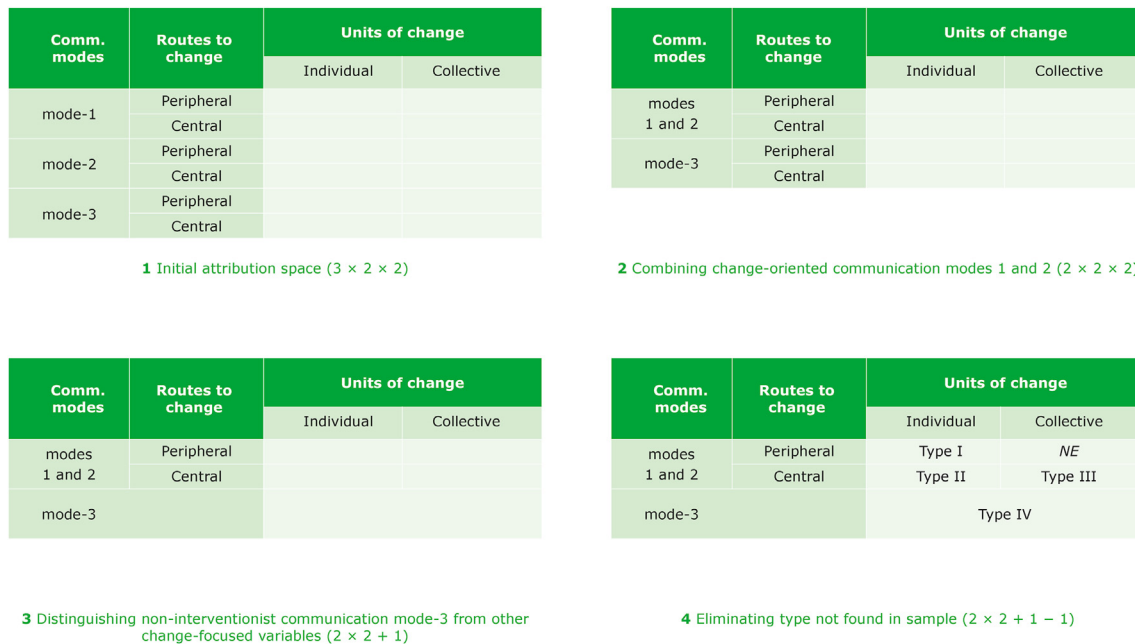 Comm. modes
Routes to change
Units of change
Individual Collective
mode-1
Peripheral
Central
mode-2
Peripheral
Central
mode-3
Peripheral
Central
1 Initial attribution space (3 × 2 × 2)
Comm. modes
Routes to change
Units of change
Individual Collective
modes 1 and 2
Peripheral
Central
mode-3
Peripheral
Central
2 Combining change-oriented communication modes 1 and 2 (2 × 2 × 2)
Comm. modes
Routes to change
Units of change
Individual Collective
modes 1 and 2
Peripheral
Central
mode-3
3 Distinguishing non-interventionist communication mode-3 from other
change-focused variables (2 × 2 + 1)
Comm. modes
Routes to change
Units of change
Individual Collective
modes 1 and 2
Peripheral Type I NE
Central Type II Type III
mode-3 Type IV
4 Eliminating type not found in sample (2 × 2 + 1 − 1)